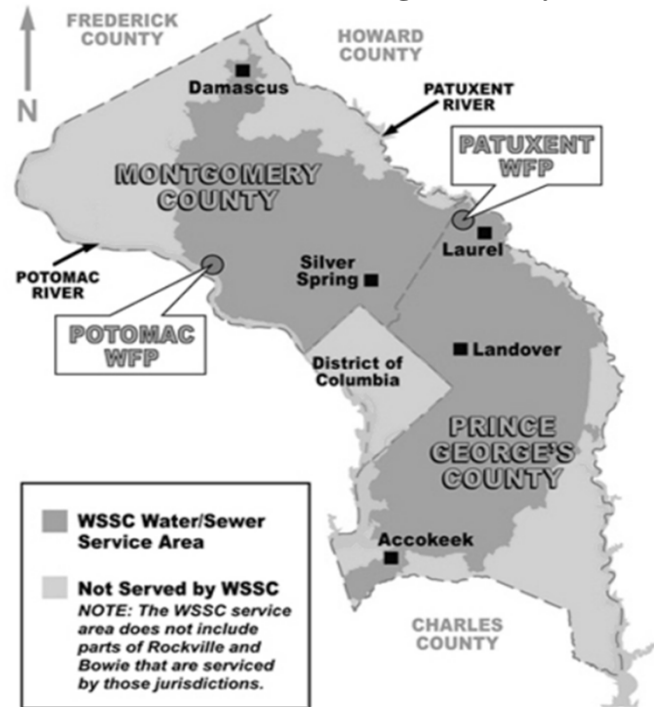 FREDERICK
COUNTY
HOWARD
COUNTY
N
Damascus
PATUXENT
RIVER
PATUXENT
WFP
MONTGOMERY
COUNTY
Laurel
Silver
Spring
POTOMAC
RIVER
POTOMAC
WFP
District of
Columbia
Landover
PRINCE
GEORGE'S
COUNTY
WSSC Water/Sewer
Service Area
Accokeek
Not Served by WSSC
NOTE: The WSSC service
area does not include
parts of Rockville and
Bowie that are serviced
by those jurisdictions.
CHARLES
COUNTY